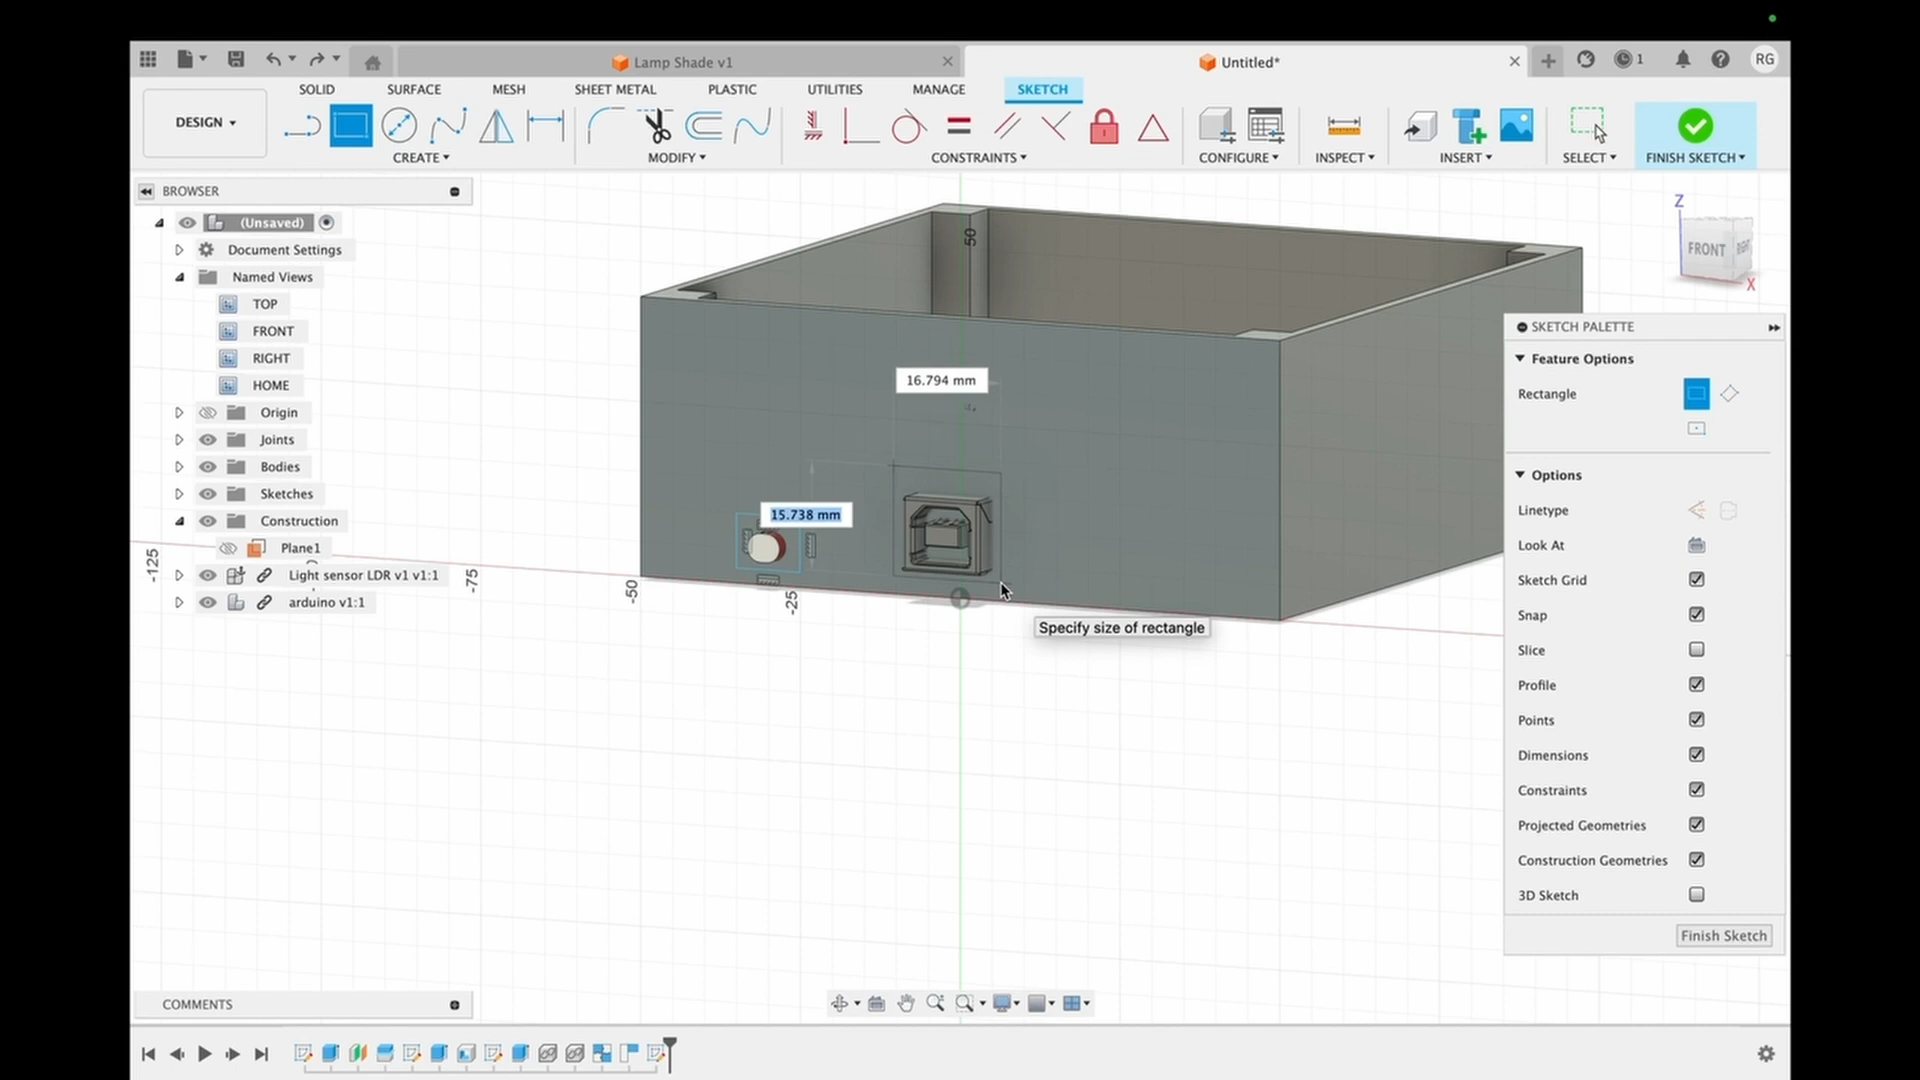 Lamp Shade v1
Untitled*
1
RG
DESIGN
SOLID
SURFACE
MESH
SHEET METAL
PLASTIC
UTILITIES
MANAGE
SKETCH
CREATE
MODIFY
CONSTRAINTS
CONFIGURE
INSPECT
INSERT
SELECT
FINISH SKETCH
BROWSER
(Unsaved)
Document Settings
Named Views
TOP
FRONT
RIGHT
HOME
Origin
Joints
Bodies
Sketches
Construction
Plane1
Light sensor LDR v1 v1:1
arduino v1:1
-125
-75
-50
-25
50
16.794 mm
15.738 mm
Specify size of rectangle
Z
FRONT
RIGHT
X
SKETCH PALETTE
Feature Options
Rectangle
Options
Linetype
Look At
Sketch Grid
Snap
Slice
Profile
Points
Dimensions
Constraints
Projected Geometries
Construction Geometries
3D Sketch
Finish Sketch
COMMENTS